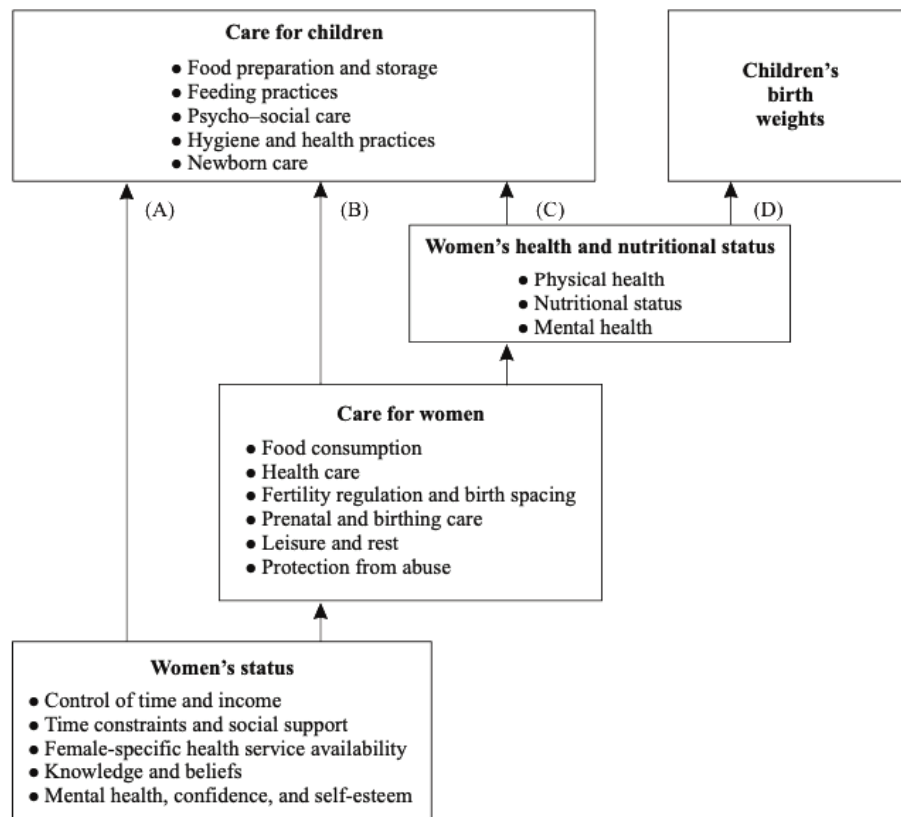 Care for children
● Food preparation and storage
● Feeding practices
● Psycho–social care
● Hygiene and health practices
● Newborn care
Children’s
birth
weights
(A)
(B)
(C)
(D)
Women’s health and nutritional status
● Physical health
● Nutritional status
● Mental health
Care for women
● Food consumption
● Health care
● Fertility regulation and birth spacing
● Prenatal and birthing care
● Leisure and rest
● Protection from abuse
Women’s status
● Control of time and income
● Time constraints and social support
● Female-specific health service availability
● Knowledge and beliefs
● Mental health, confidence, and self-esteem